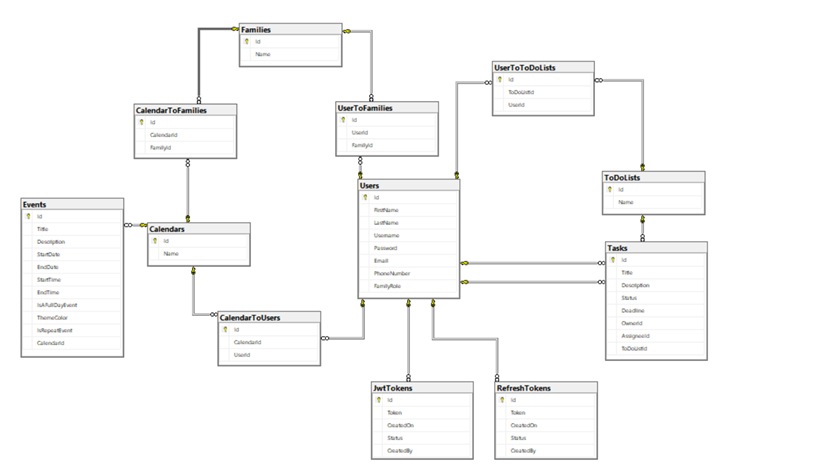 Families
Id
Name
UserToToDoLists
Id
ToDoListId
UserId
CalendarToFamilies
Id
CalendarId
FamilyId
UserToFamilies
Id
UserId
FamilyId
ToDoLists
Id
Name
Users
Id
FirstName
LastName
Username
Password
Email
PhoneNumber
FamilyRole
Events
Id
Title
Description
StartDate
EndDate
StartTime
EndTime
IsAFullDayEvent
ThemeColor
IsRepeatEvent
CalendarId
Calendars
Id
Name
Tasks
Id
Title
Description
Status
Deadline
OwnerId
AssigneeId
ToDoListId
CalendarToUsers
Id
CalendarId
UserId
JwtTokens
Id
Token
CreatedOn
Status
CreatedBy
RefreshTokens
Id
Token
CreatedOn
Status
CreatedBy